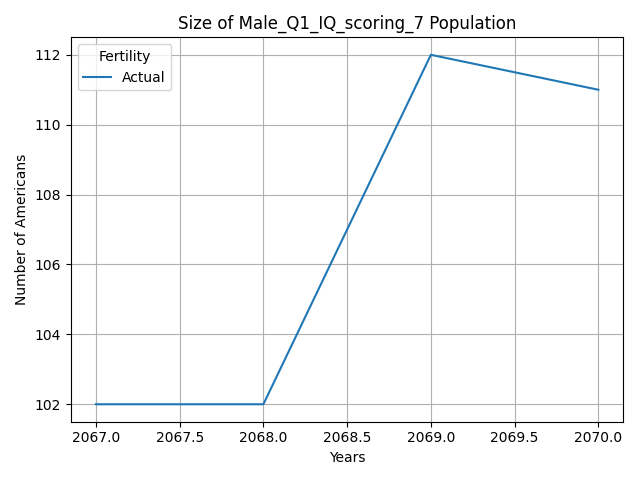 Size of Male_Q1_IQ_scoring_7 Population
Fertility
Actual
112
110
108
106
104
102
Number of Americans
2067.0 2067.5 2068.0 2068.5 2069.0 2069.5 2070.0
Years